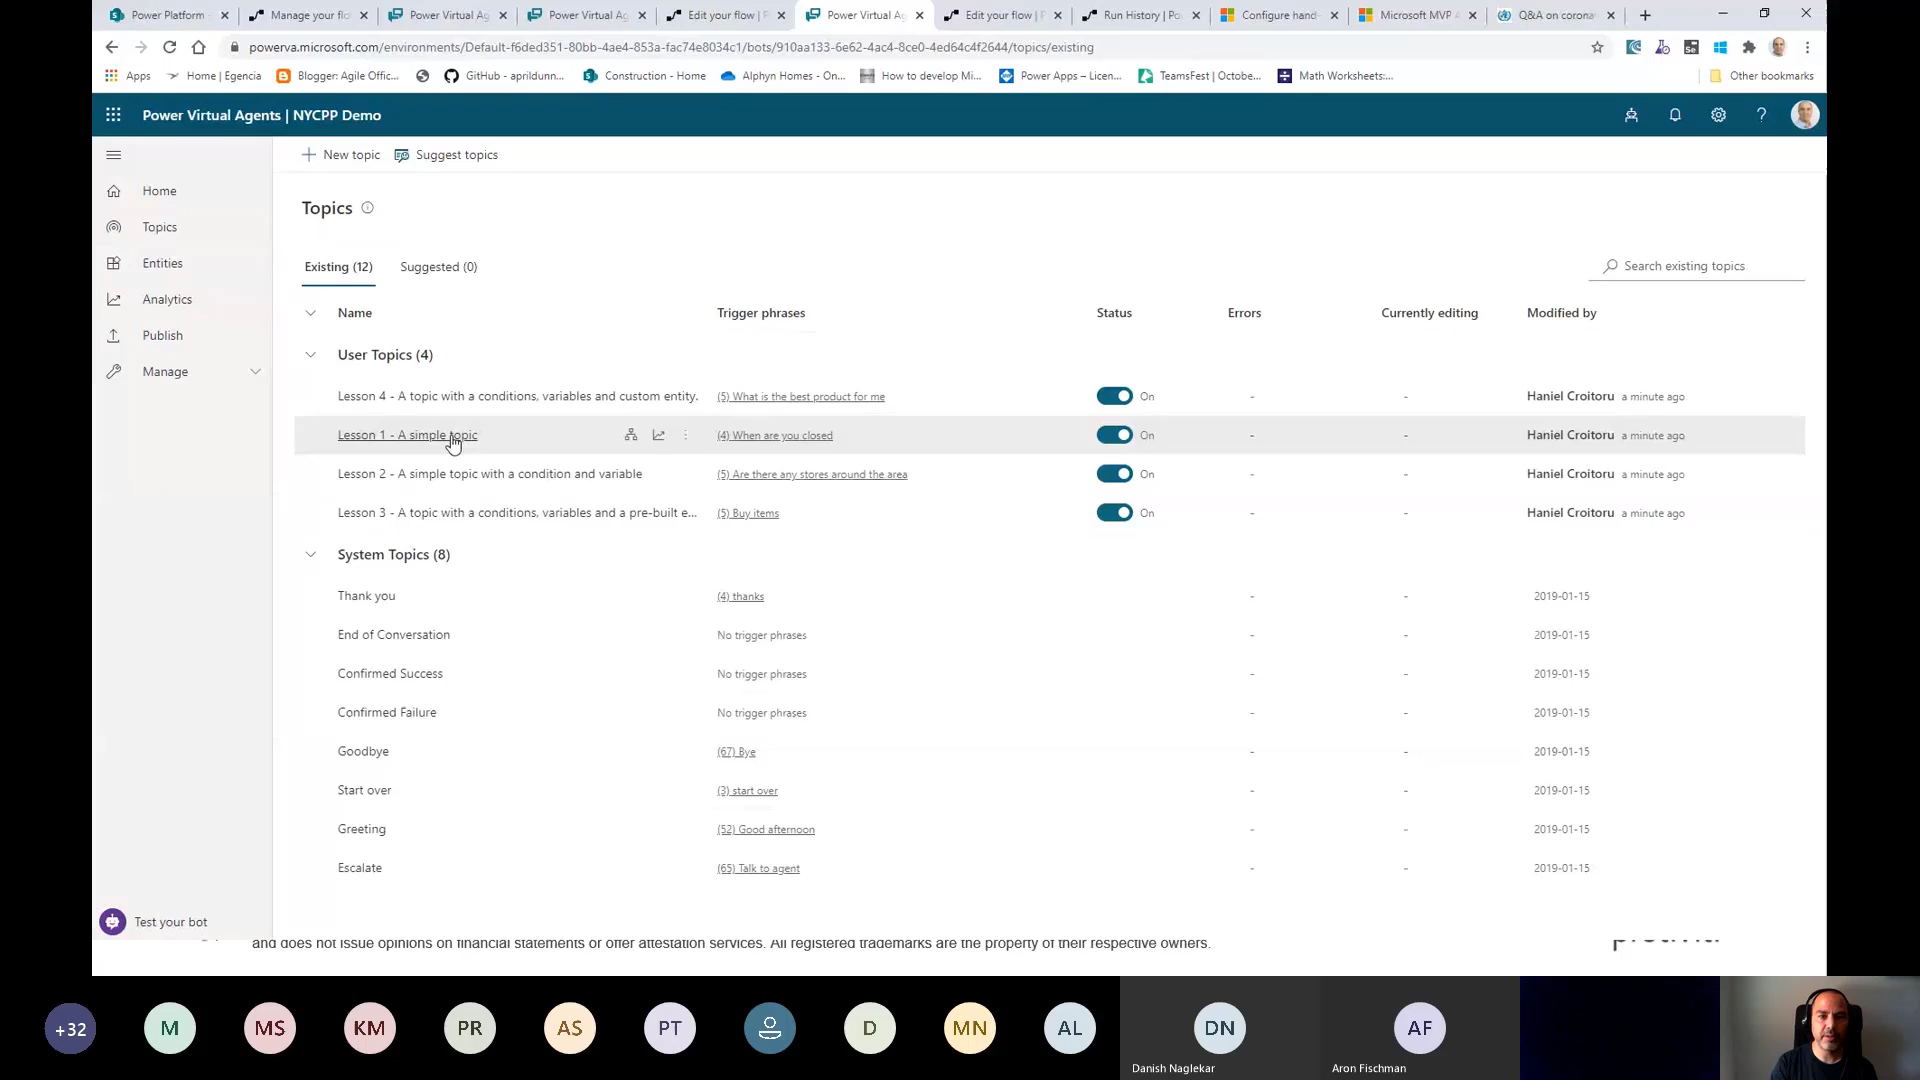 Power Platform
Manage your flo
Power Virtual Ag
Power Virtual Ag
Edit your flow | P
Power Virtual Ag
Edit your flow | P
Run History | Po
Configure hand-
Microsoft MVP A
Q&A on corona
powerva.microsoft.com/environments/Default-f6ded351-80bb-4ae4-853a-fac74e8034c1/bots/910aa133-6e62-4ac4-8ce0-4ed64c4f2644/topics/existing
Apps
Home | Egencia
Blogger: Agile Offic...
GitHub - aprildunn...
Construction - Home
Alphyn Homes - On...
How to develop Mi...
Power Apps – Licen...
TeamsFest | Octobe...
Math Worksheets:...
Other bookmarks
Power Virtual Agents | NYCPP Demo
New topic
Suggest topics
Home
Topics
Entities
Analytics
Publish
Manage
Topics
Existing (12)
Suggested (0)
Search existing topics
Name Trigger phrases Status Errors Currently editing Modified by
User Topics (4)
Lesson 4 - A topic with a conditions, variables and custom entity. (5) What is the best product for me On - - Haniel Croitoru a minute ago
Lesson 1 - A simple topic (4) When are you closed On - - Haniel Croitoru a minute ago
Lesson 2 - A simple topic with a condition and variable (5) Are there any stores around the area On - - Haniel Croitoru a minute ago
Lesson 3 - A topic with a conditions, variables and a pre-built e... (5) Buy items On - - Haniel Croitoru a minute ago
System Topics (8)
Thank you (4) thanks - - 2019-01-15
End of Conversation No trigger phrases - - 2019-01-15
Confirmed Success No trigger phrases - - 2019-01-15
Confirmed Failure No trigger phrases - - 2019-01-15
Goodbye (67) Bye - - 2019-01-15
Start over (3) start over - - 2019-01-15
Greeting (52) Good afternoon - - 2019-01-15
Escalate (65) Talk to agent - - 2019-01-15
Test your bot
and does not issue opinions on financial statements or offer attestation services. All registered trademarks are the property of their respective owners.
+32 M MS KM PR AS PT D MN AL DN AF
Danish Naglekar
Aron Fischman